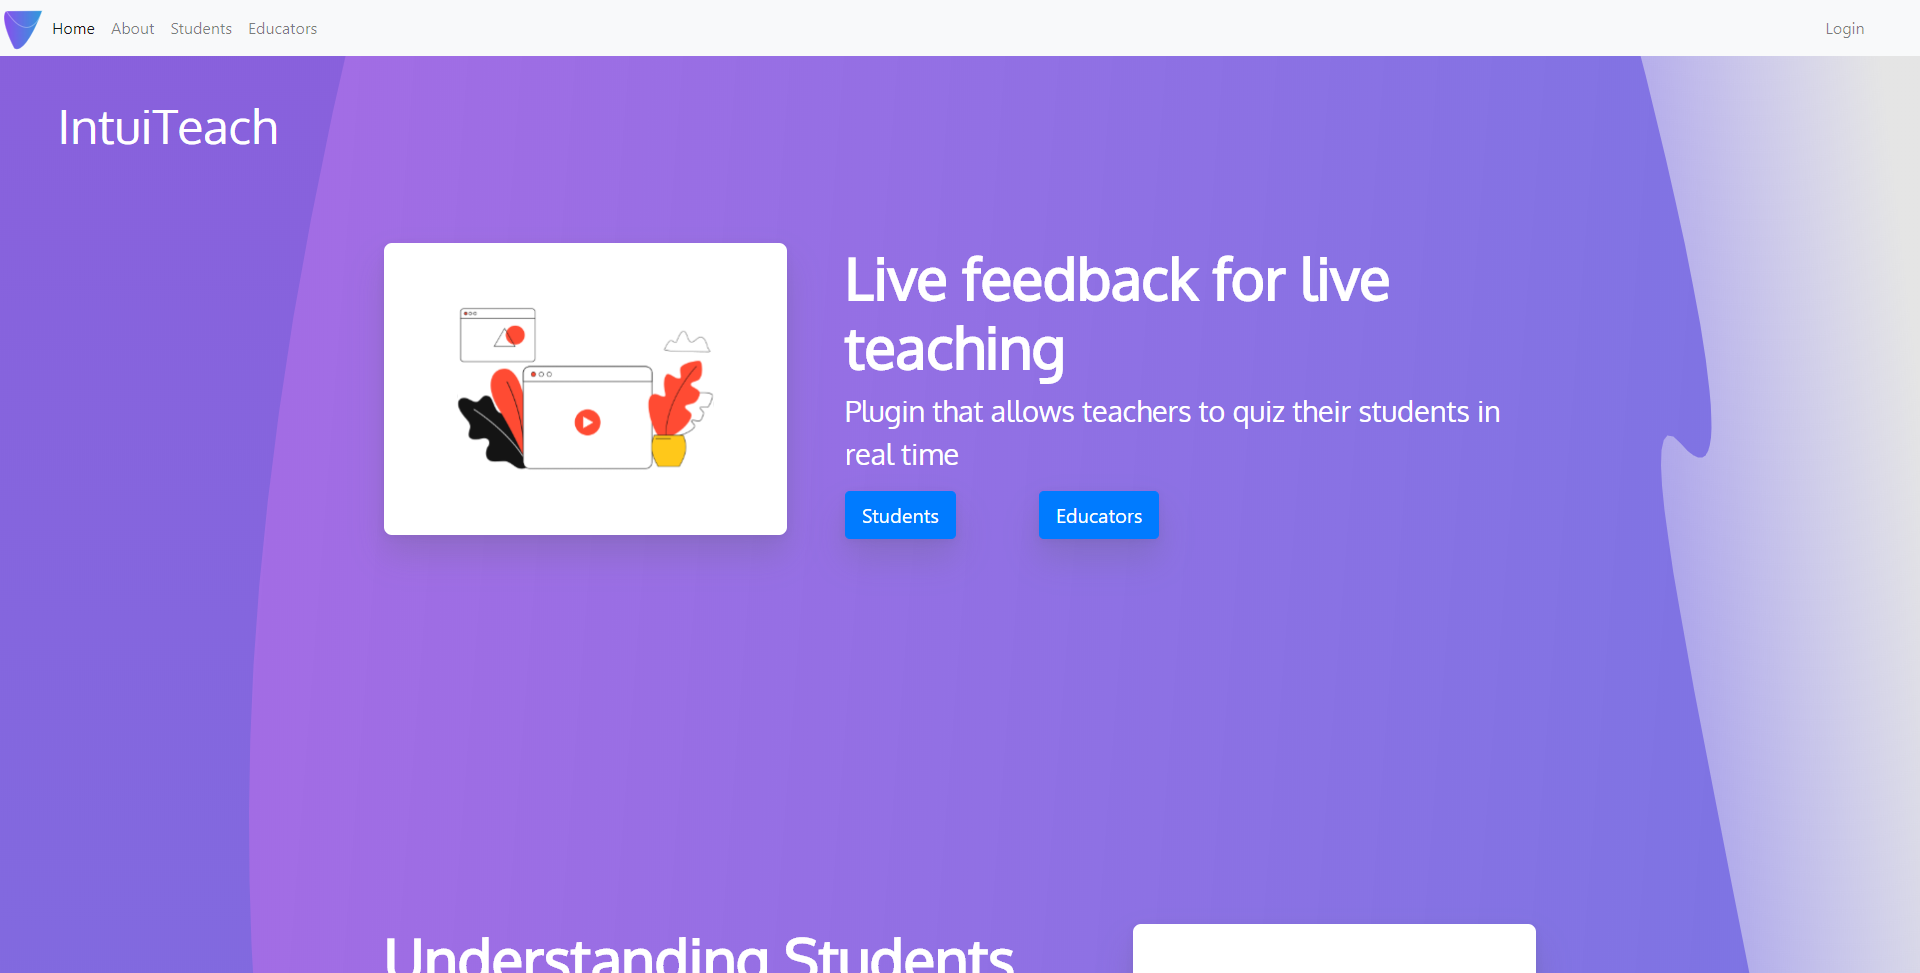 Home About Students Educators Login
IntuiTeach
Live feedback for live
teaching
Plugin that allows teachers to quiz their students in
real time
Students Educators
Understanding Students